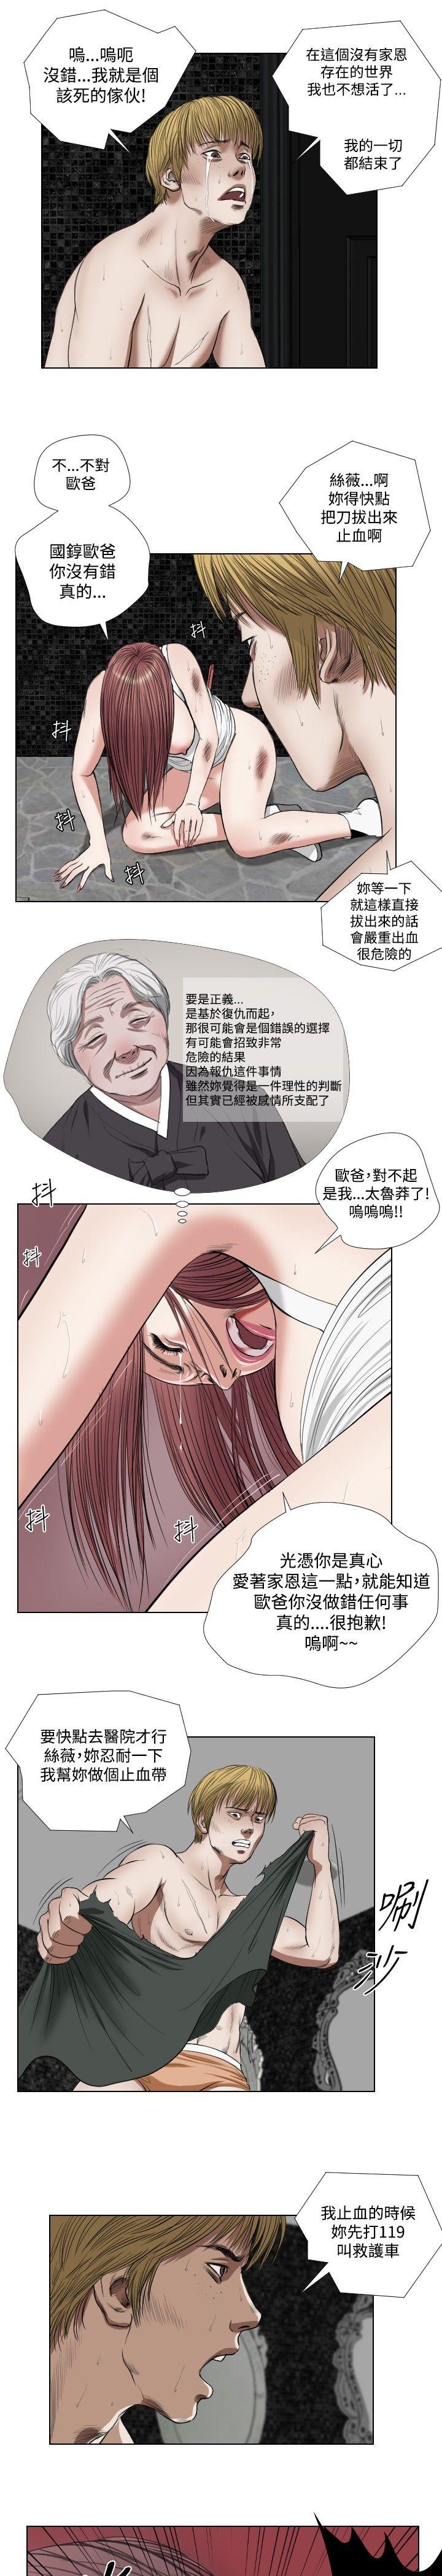 嗚...嗚呃
沒錯...我就是個
該死的傢伙!
在這個沒有家恩
存在的世界
我也不想活了...
我的一切
都結束了
不...不對
歐爸
國錞歐爸
你沒有錯
真的...
絲薇...啊
妳得快點
把刀拔出來
止血啊
抖
抖
抖
抖
妳等一下
就這樣直接
拔出來的話
會嚴重出血
很危險的
要是正義...
是基於復仇而起,
那很可能會是個錯誤的選擇
有可能會招致非常
危險的結果
因為報仇這件事情
雖然妳覺得是一件理性的判斷
但其實已經被感情所支配了
抖
抖
歐爸,對不起
是我...太魯莽了!
嗚嗚嗚!!
抖
抖
光憑你是真心
愛著家恩這一點,就能知道
歐爸你沒做錯任何事
真的....很抱歉!
嗚啊~~
要快點去醫院才行
絲薇,妳忍耐一下
我幫妳做個止血帶
唰
沙
我止血的時候
妳先打119
叫救護車